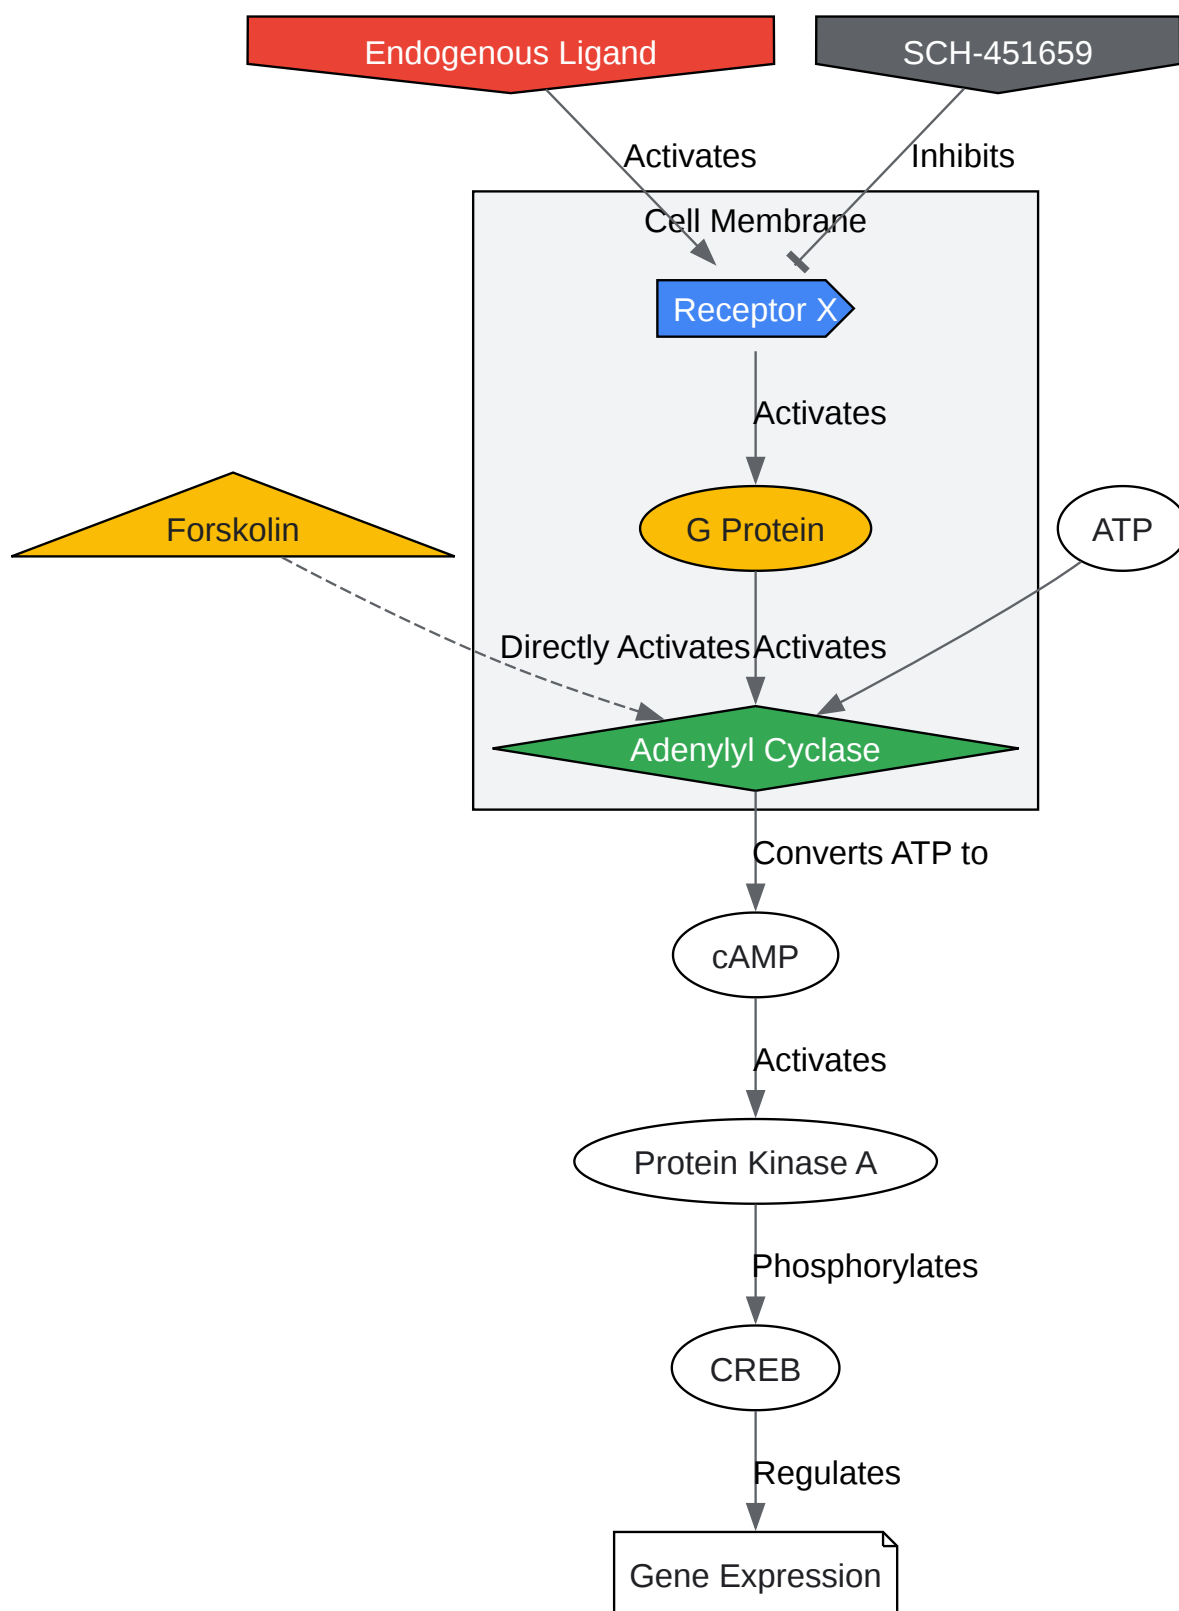 Endogenous Ligand
SCH-451659
Activates
Inhibits
Cell Membrane
Receptor X
Activates
Forskolin
G Protein
ATP
Directly Activates
Activates
Adenylyl Cyclase
Converts ATP to
cAMP
Activates
Protein Kinase A
Phosphorylates
CREB
Regulates
Gene Expression